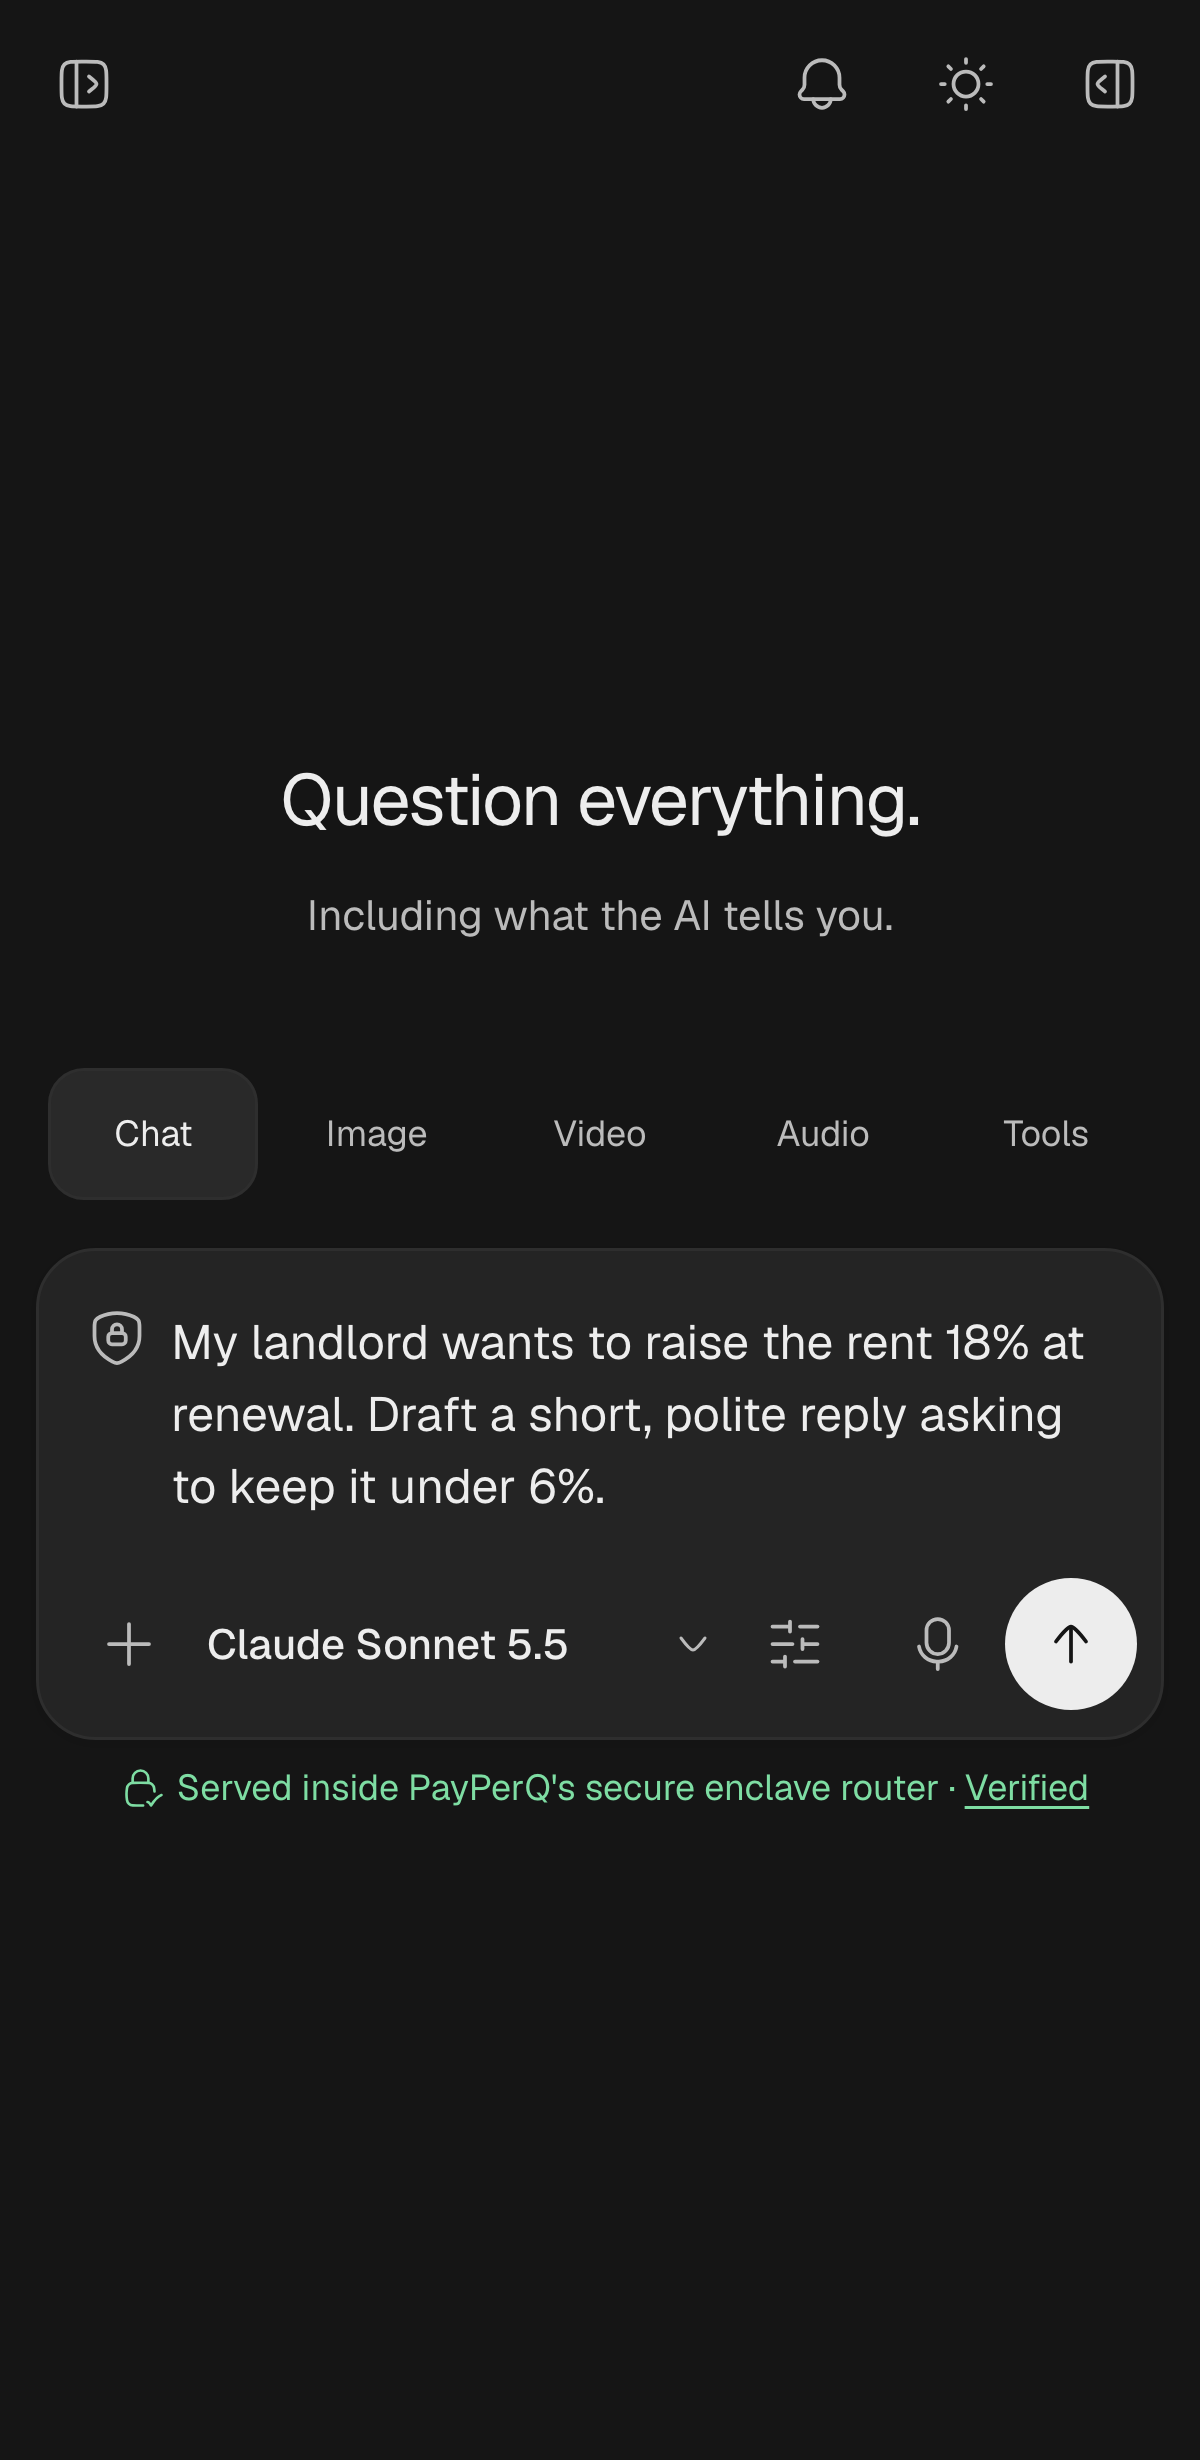 Question everything.
Including what the AI tells you.
Chat
Image
Video
Audio
Tools
My landlord wants to raise the rent 18% at
renewal. Draft a short, polite reply asking
to keep it under 6%.
Claude Sonnet 5.5
Served inside PayPerQ's secure enclave router · Verified